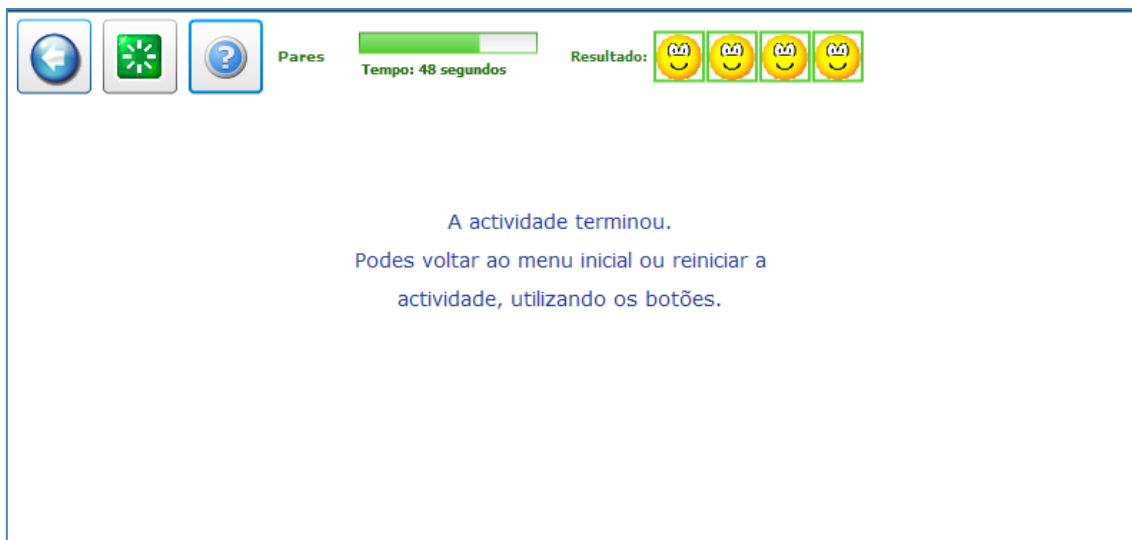 Pares
Tempo: 48 segundos
Resultado:
A actividade terminou.
Podes voltar ao menu inicial ou reiniciar a
actividade, utilizando os botões.